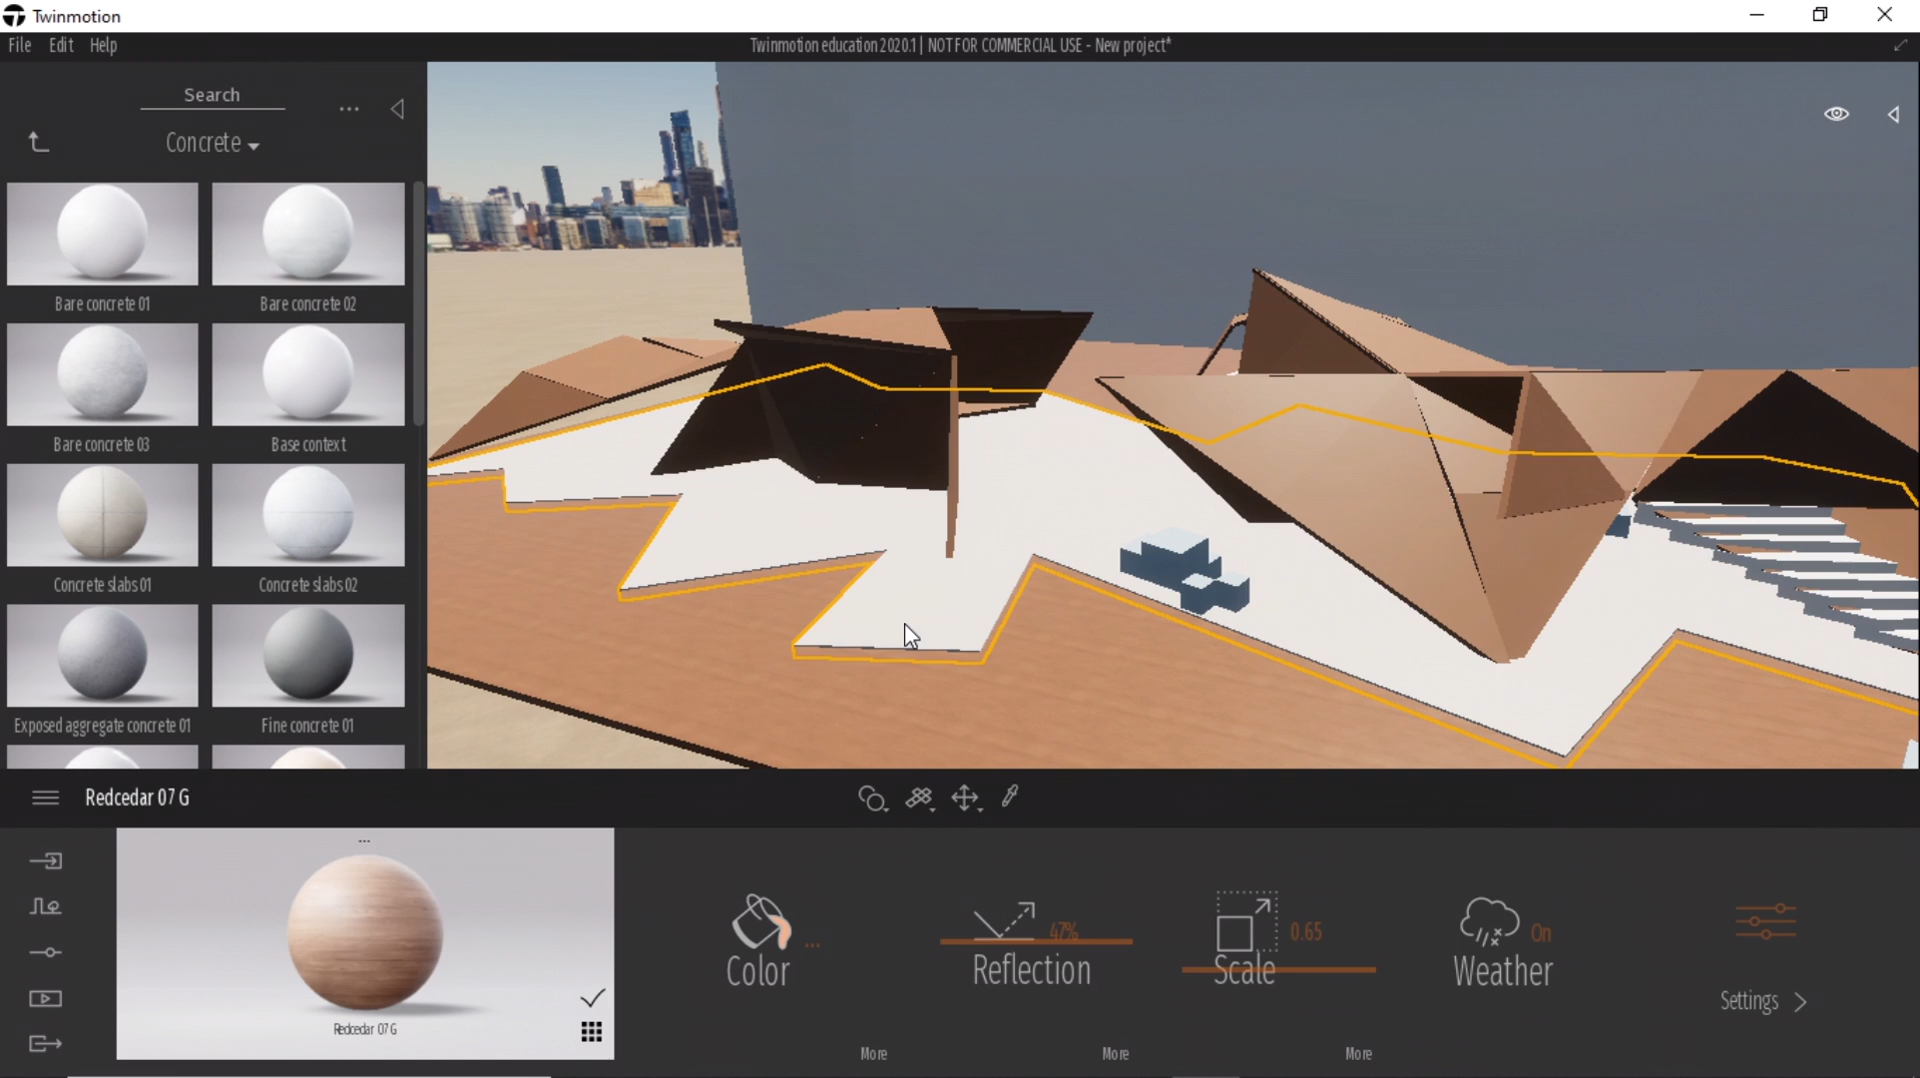 Twinmotion
File Edit Help
Twinmotion education 2020.1 | NOT FOR COMMERCIAL USE - New project*
Search
...
Concrete
Bare concrete 01
Bare concrete 02
Bare concrete 03
Base context
Concrete slabs 01
Concrete slabs 02
Exposed aggregate concrete 01
Fine concrete 01
Redcedar 07 G
...
Redcedar 07 G
Color
...
Reflection
47%
Scale
0.65
Weather
On
Settings
More
More
More